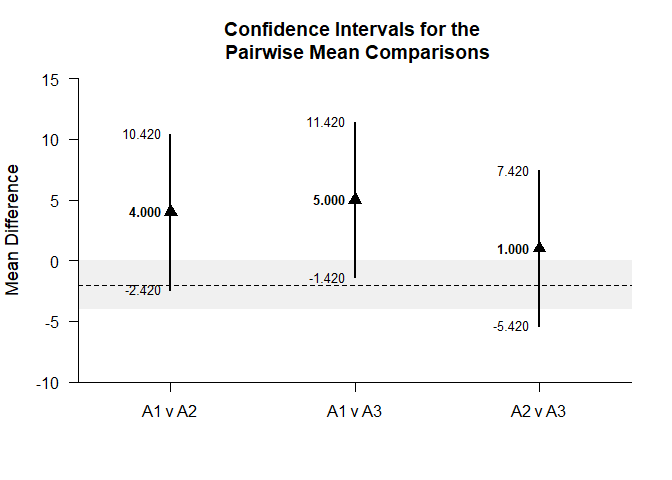 Confidence Intervals for the
Pairwise Mean Comparisons
Mean Difference
15
10
5
0
-5
-10
10.420
4.000
-2.420
11.420
5.000
-1.420
7.420
1.000
-5.420
A1 v A2
A1 v A3
A2 v A3